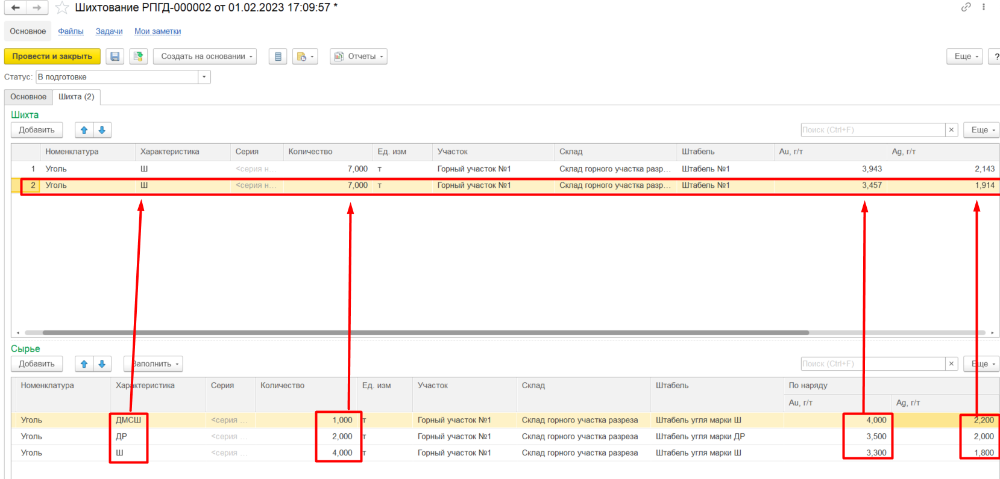 Шихтование РПГД-000002 от 01.02.2023 17:09:57 *
Основное Файлы Задачи Мои заметки
Провести и закрыть Создать на основании Отчеты Еще ?
Статус: В подготовке
Основное Шихта (2)
Шихта
Добавить Поиск (Ctrl+F) × Еще
Номенклатура Характеристика Серия Количество Ед. изм Участок Склад Штабель Au, г/т Ag, г/т
1 Уголь Ш <серия н... 7,000 т Горный участок №1 Склад горного участка разр... Штабель №1 3,943 2,143
2 Уголь Ш <серия н... 7,000 т Горный участок №1 Склад горного участка разр... Штабель №1 3,457 1,914
Сырье
Добавить Заполнить Поиск (Ctrl+F) × Еще
Номенклатура Характеристика Серия Количество Ед. изм Участок Склад Штабель По наряду
Au, г/т Ag, г/т
Уголь ДМСШ <серия ... 1,000 т Горный участок №1 Склад горного участка разреза Штабель угля марки Ш 4,000 2,200
Уголь ДР <серия ... 2,000 т Горный участок №1 Склад горного участка разреза Штабель угля марки ДР 3,500 2,000
Уголь Ш <серия ... 4,000 т Горный участок №1 Склад горного участка разреза Штабель угля марки Ш 3,300 1,800